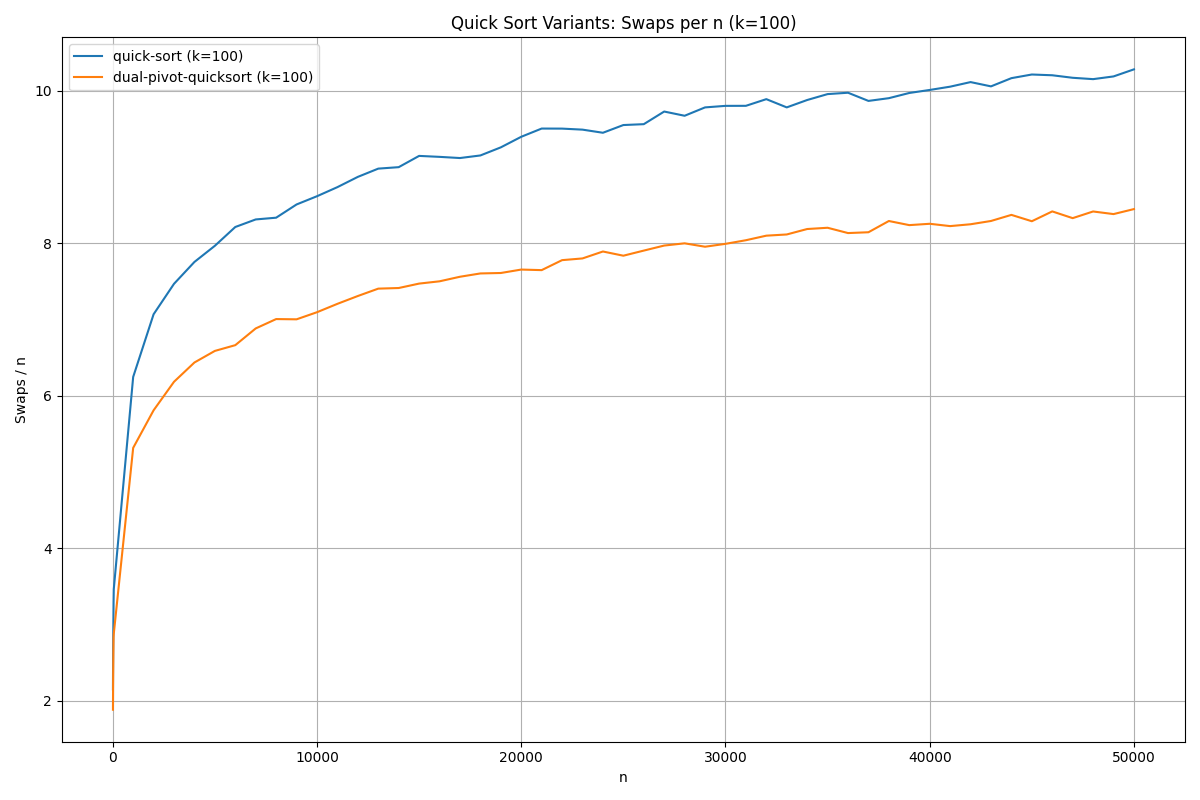 Quick Sort Variants: Swaps per n (k=100)
quick-sort (k=100)
dual-pivot-quicksort (k=100)
Swaps / n
10
8
6
4
2
0 10000 20000 30000 40000 50000
n